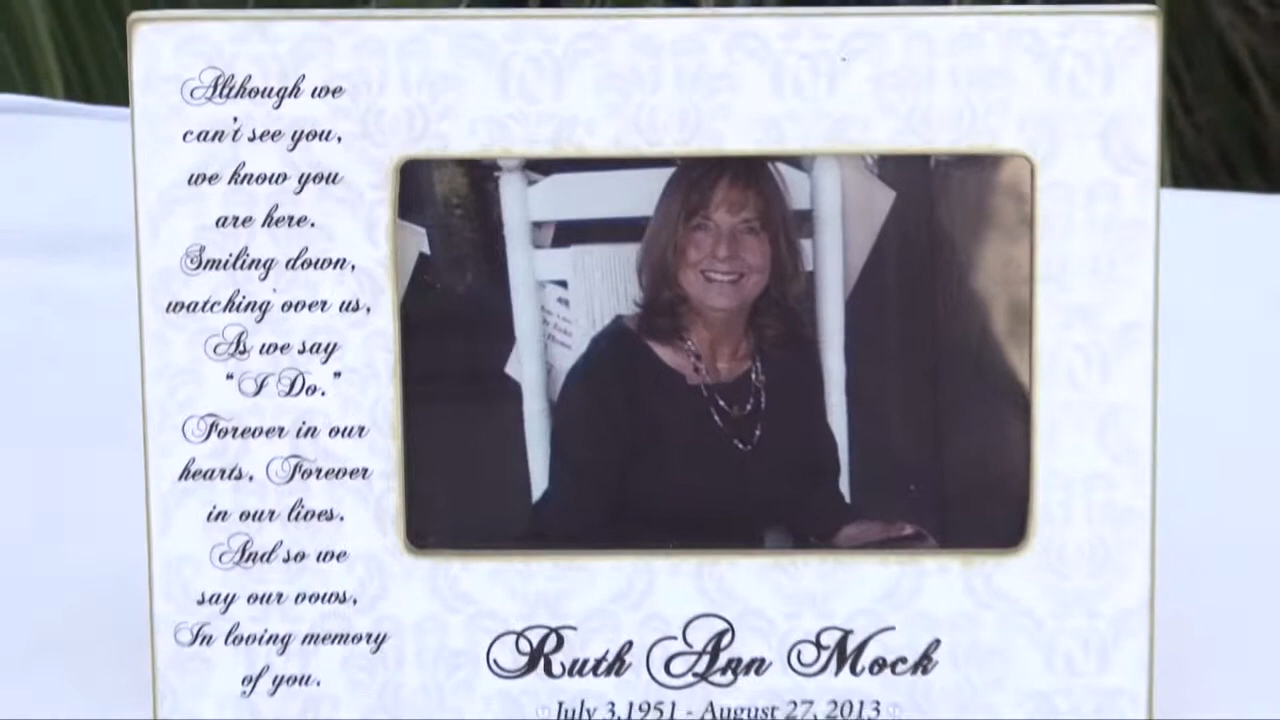 Although we
can't see you,
we know you
are here.
Smiling down,
watching over us,
As we say
“I Do.”
Forever in our
hearts, Forever
in our lives.
And so we
say our vows,
In loving memory
of you.
Ruth Ann Mock
July 3,1951 - August 27, 2013